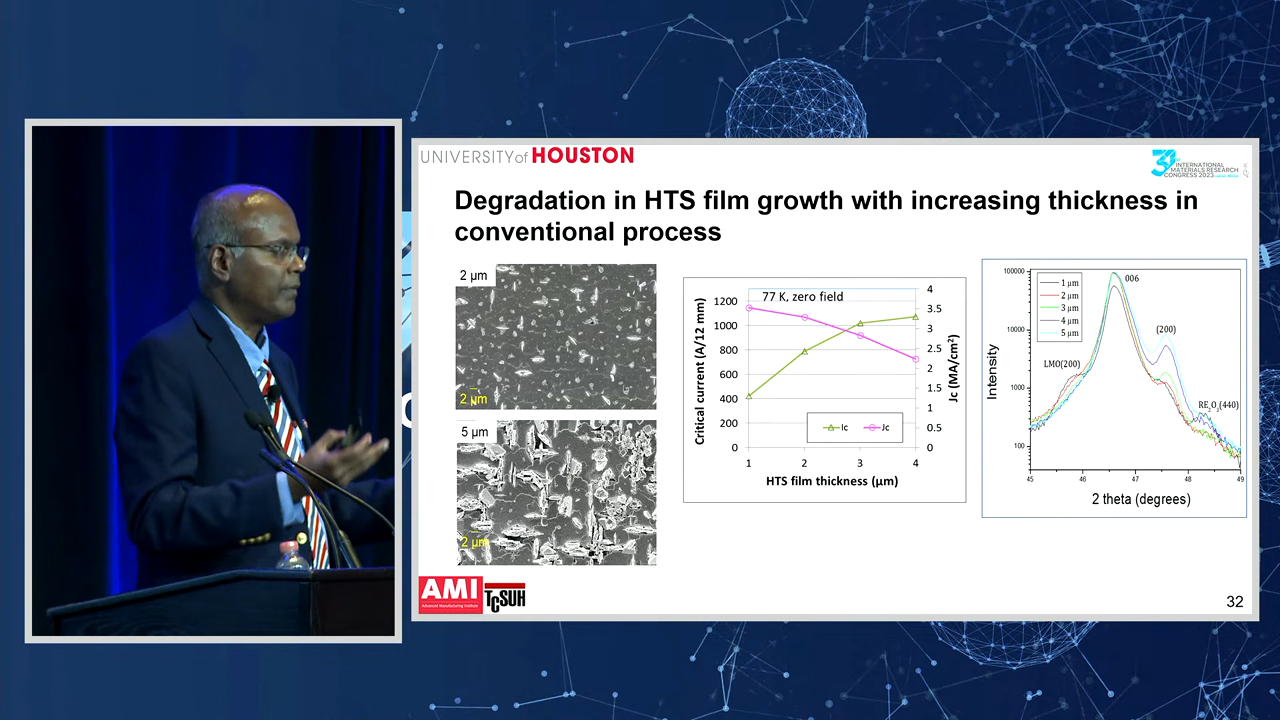 UNIVERSITYof HOUSTON
INTERNATIONAL
MATERIALS RESEARCH
CONGRESS 2023
Degradation in HTS film growth with increasing thickness in
conventional process
2 µm
2 µm
5 µm
2 µm
77 K, zero field
Critical current (A/12 mm)
1200
1000
800
600
400
200
0
4
3.5
3
2.5
2
1.5
1
0.5
0
Jc (MA/cm²)
Ic Jc
1 2 3 4
HTS film thickness (µm)
Intensity
100000
10000
1000
100
1 µm
2 µm
3 µm
4 µm
5 µm
006
(200)
LMO(200)
RE₂O₃(440)
45 46 47 48 49
2 theta (degrees)
AMI
Advanced Manufacturing Institute
TCSUH
32